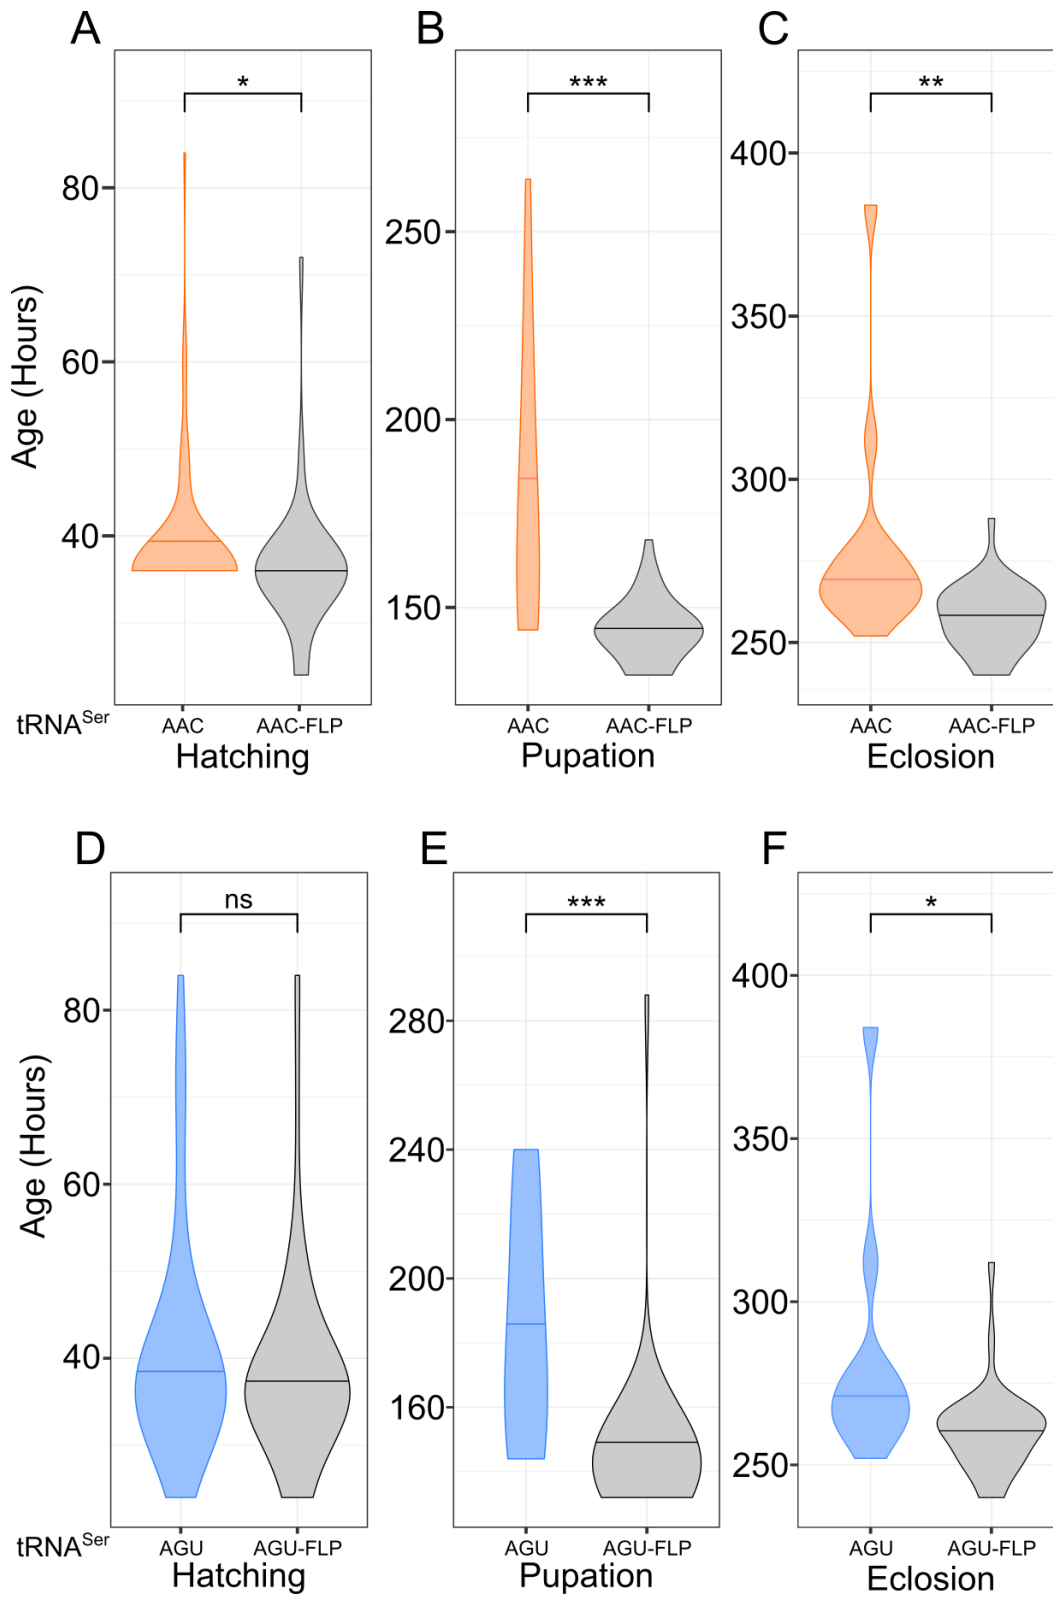 A B C
* *** **
Age (Hours)
80
60
40
250
200
150
400
350
300
250
tRNASer AAC AAC-FLP AAC AAC-FLP AAC AAC-FLP
Hatching Pupation Eclosion
D E F
ns *** *
Age (Hours)
80
60
40
280
240
200
160
400
350
300
250
tRNASer AGU AGU-FLP AGU AGU-FLP AGU AGU-FLP
Hatching Pupation Eclosion